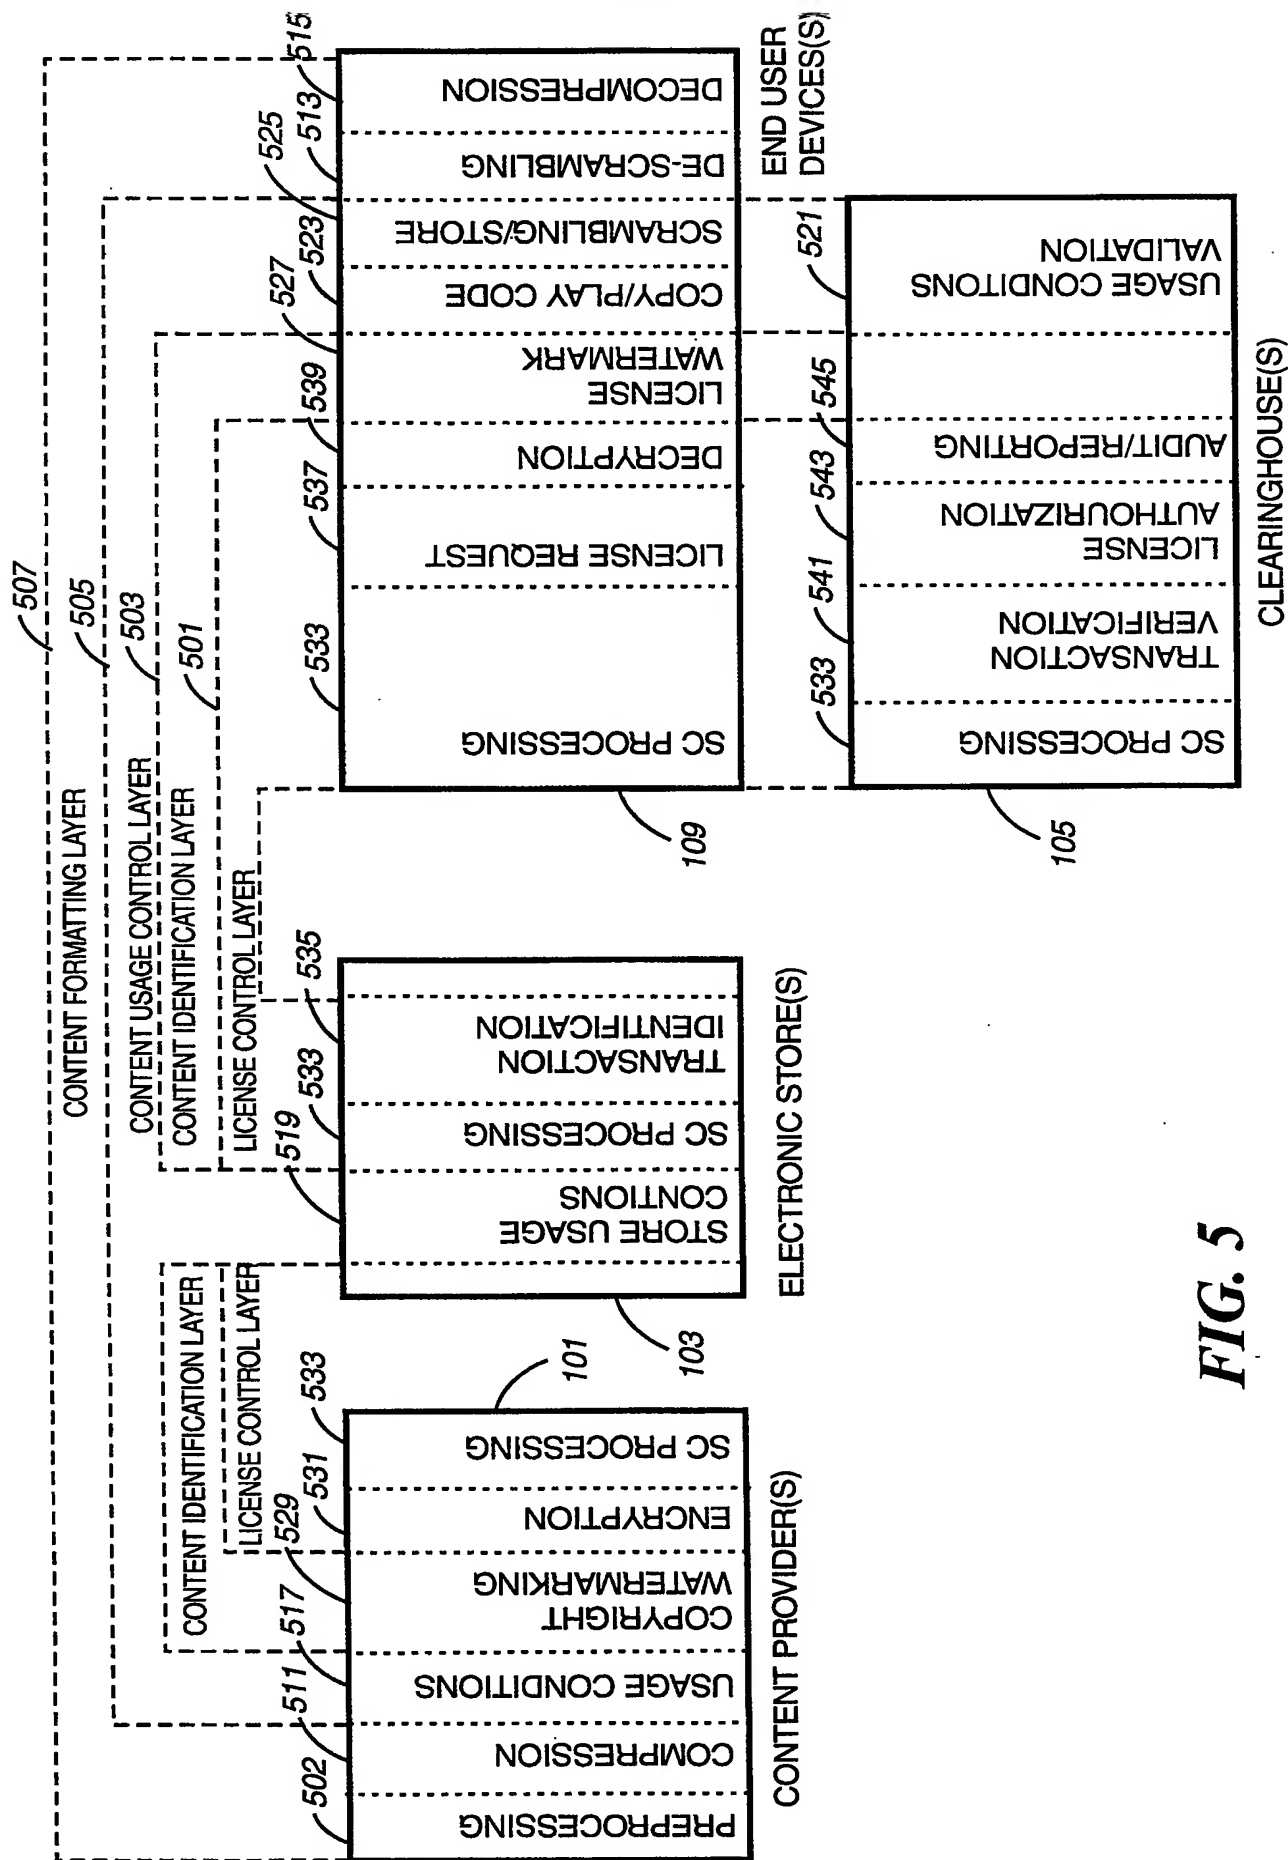 507
CONTENT FORMATTING LAYER
505
CONTENT USAGE CONTROL LAYER
503
CONTENT IDENTIFICATION LAYER
CONTENT IDENTIFICATION LAYER
501
LICENSE CONTROL LAYER
LICENSE CONTROL LAYER
502
511
517
529
531
533
PREPROCESSING
COMPRESSION
USAGE CONDITIONS
COPYRIGHT
WATERMARKING
ENCRYPTION
SC PROCESSING
101
CONTENT PROVIDER(S)
519
533
535
STORE USAGE
CONTIONS
SC PROCESSING
TRANSACTION
IDENTIFICATION
103
ELECTRONIC STORE(S)
533
537
539
527
523
525
513
515
SC PROCESSING
LICENSE REQUEST
DECRYPTION
LICENSE
WATERMARK
COPY/PLAY CODE
SCRAMBLING/STORE
DE-SCRAMBLING
DECOMPRESSION
109
END USER
DEVICES(S)
533
541
543
545
521
SC PROCESSING
TRANSACTION
VERIFICATION
LICENSE
AUTHOURIZATION
AUDIT/REPORTING
USAGE CONDITONS
VALIDATION
105
CLEARINGHOUSE(S)
FIG. 5